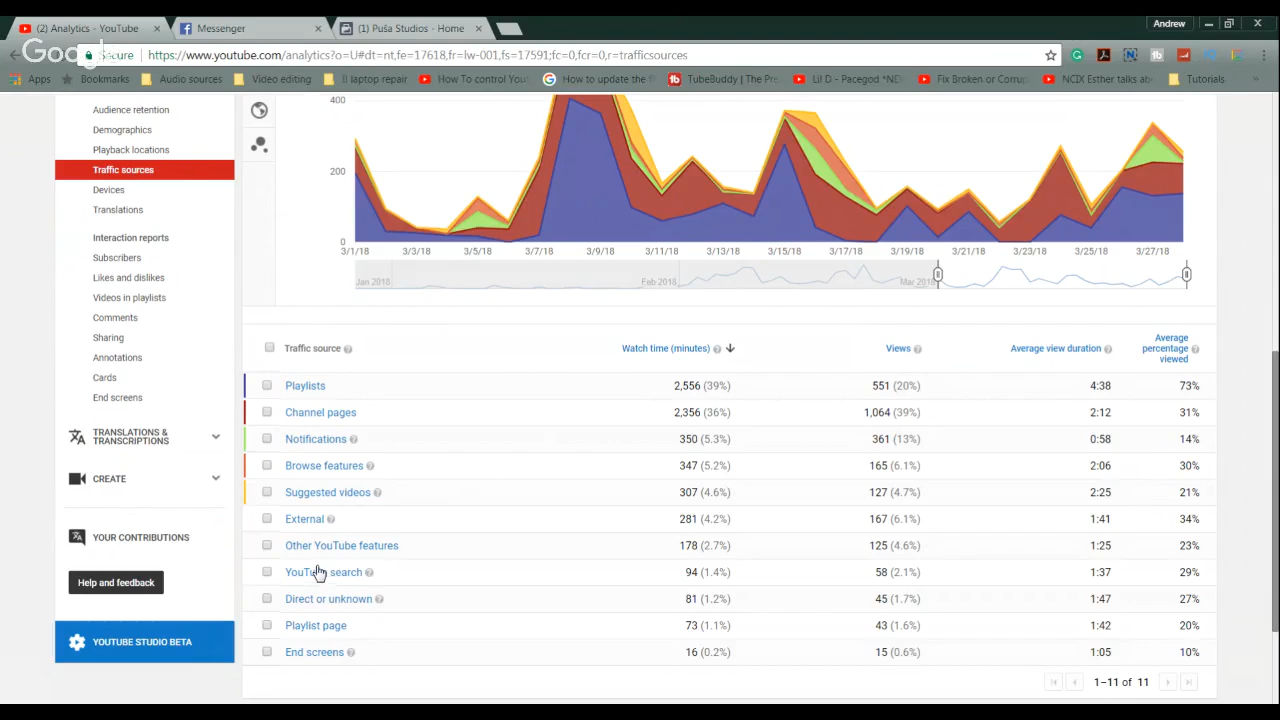 (2) Analytics - YouTube
Messenger
(1) Puša Studios - Home
Andrew
Secure https://www.youtube.com/analytics?o=U#dt=nt,fe=17618,fr=lw-001,fs=17591;fc=0,fcr=0,r=trafficsources
Apps Bookmarks Audio sources Video editing ll laptop repair How To control You How to update the f TubeBuddy | The Pre Lil D - Pacegod *NEW Fix Broken or Corrup NCIX Esther talks ab Tutorials
Audience retention
Demographics
Playback locations
Traffic sources
Devices
Translations
Interaction reports
Subscribers
Likes and dislikes
Videos in playlists
Comments
Sharing
Annotations
Cards
End screens
TRANSLATIONS &
TRANSCRIPTIONS
CREATE
YOUR CONTRIBUTIONS
Help and feedback
YOUTUBE STUDIO BETA
400
200
0
3/1/18 3/3/18 3/5/18 3/7/18 3/9/18 3/11/18 3/13/18 3/15/18 3/17/18 3/19/18 3/21/18 3/23/18 3/25/18 3/27/18
Jan 2018 Feb 2018 Mar 2018
Traffic source Watch time (minutes) Views Average view duration Average percentage viewed
Playlists 2,556 (39%) 551 (20%) 4:38 73%
Channel pages 2,356 (36%) 1,064 (39%) 2:12 31%
Notifications 350 (5.3%) 361 (13%) 0:58 14%
Browse features 347 (5.2%) 165 (6.1%) 2:06 30%
Suggested videos 307 (4.6%) 127 (4.7%) 2:25 21%
External 281 (4.2%) 167 (6.1%) 1:41 34%
Other YouTube features 178 (2.7%) 125 (4.6%) 1:25 23%
YouTube search 94 (1.4%) 58 (2.1%) 1:37 29%
Direct or unknown 81 (1.2%) 45 (1.7%) 1:47 27%
Playlist page 73 (1.1%) 43 (1.6%) 1:42 20%
End screens 16 (0.2%) 15 (0.6%) 1:05 10%
1–11 of 11